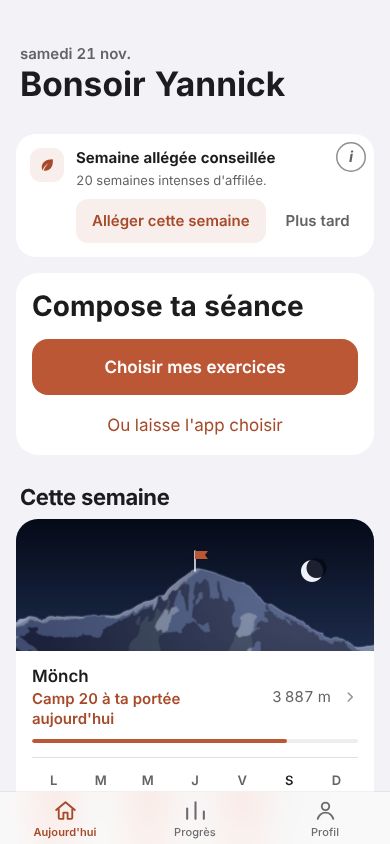 samedi 21 nov.
Bonsoir Yannick
Semaine allégée conseillée
i
20 semaines intenses d'affilée.
Alléger cette semaine
Plus tard
Compose ta séance
Choisir mes exercices
Ou laisse l'app choisir
Cette semaine
Mönch
Camp 20 à ta portée
aujourd'hui
3 887 m
L M M J V S D
Aujourd'hui
Progrès
Profil